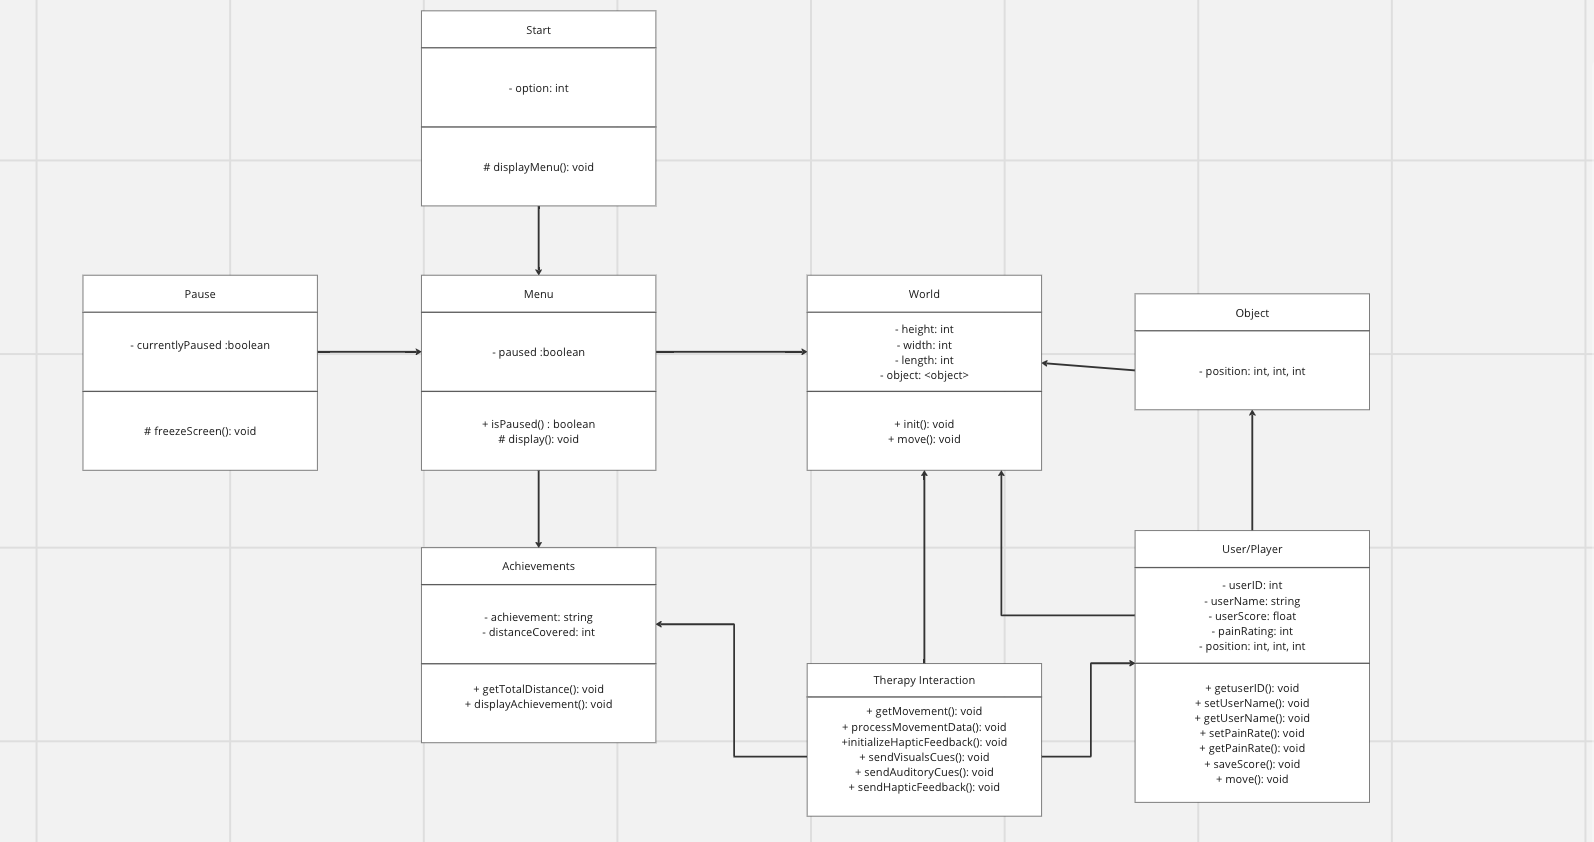 Start
- option: int
# displayMenu(): void
Pause
- currentlyPaused :boolean
# freezeScreen(): void
Menu
- paused :boolean
+ isPaused() : boolean
# display(): void
World
- height: int
- width: int
- length: int
- object: <object>
+ init(): void
+ move(): void
Object
- position: int, int, int
Achievements
- achievement: string
- distanceCovered: int
+ getTotalDistance(): void
+ displayAchievement(): void
Therapy Interaction
+ getMovement(): void
+ processMovementData(): void
+initializeHapticFeedback(): void
+ sendVisualsCues(): void
+ sendAuditoryCues(): void
+ sendHapticFeedback(): void
User/Player
- userID: int
- userName: string
- userScore: float
- painRating: int
- position: int, int, int
+ getuserID(): void
+ setUserName(): void
+ getUserName(): void
+ setPainRate(): void
+ getPainRate(): void
+ saveScore(): void
+ move(): void